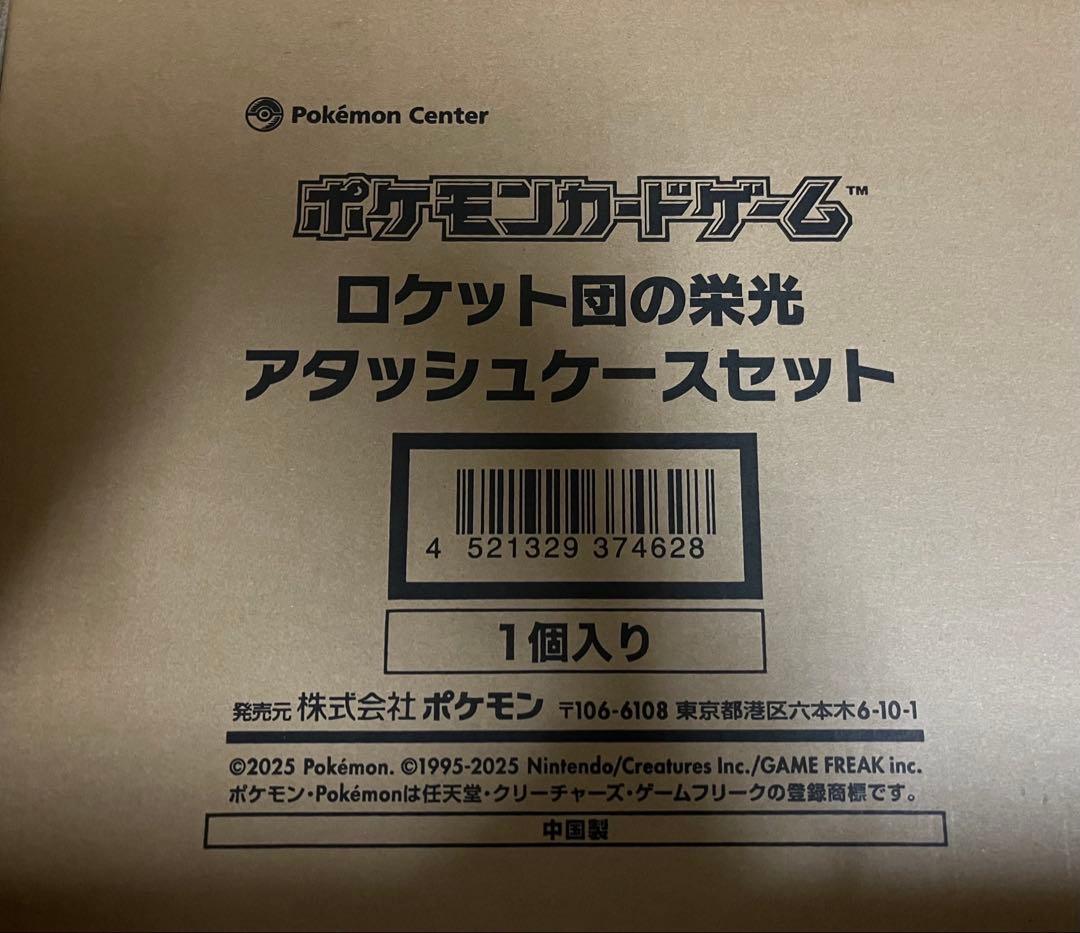 Pokémon Center
ポケモンカードゲーム™
ロケット団の栄光
アタッシュケースセット
4 521329 374628
1個入り
発売元 株式会社 ポケモン 〒106-6108 東京都港区六本木6-10-1
©2025 Pokémon. ©1995-2025 Nintendo/Creatures Inc./GAME FREAK inc.
ポケモン・Pokémonは任天堂・クリーチャーズ・ゲームフリークの登録商標です。
中国製